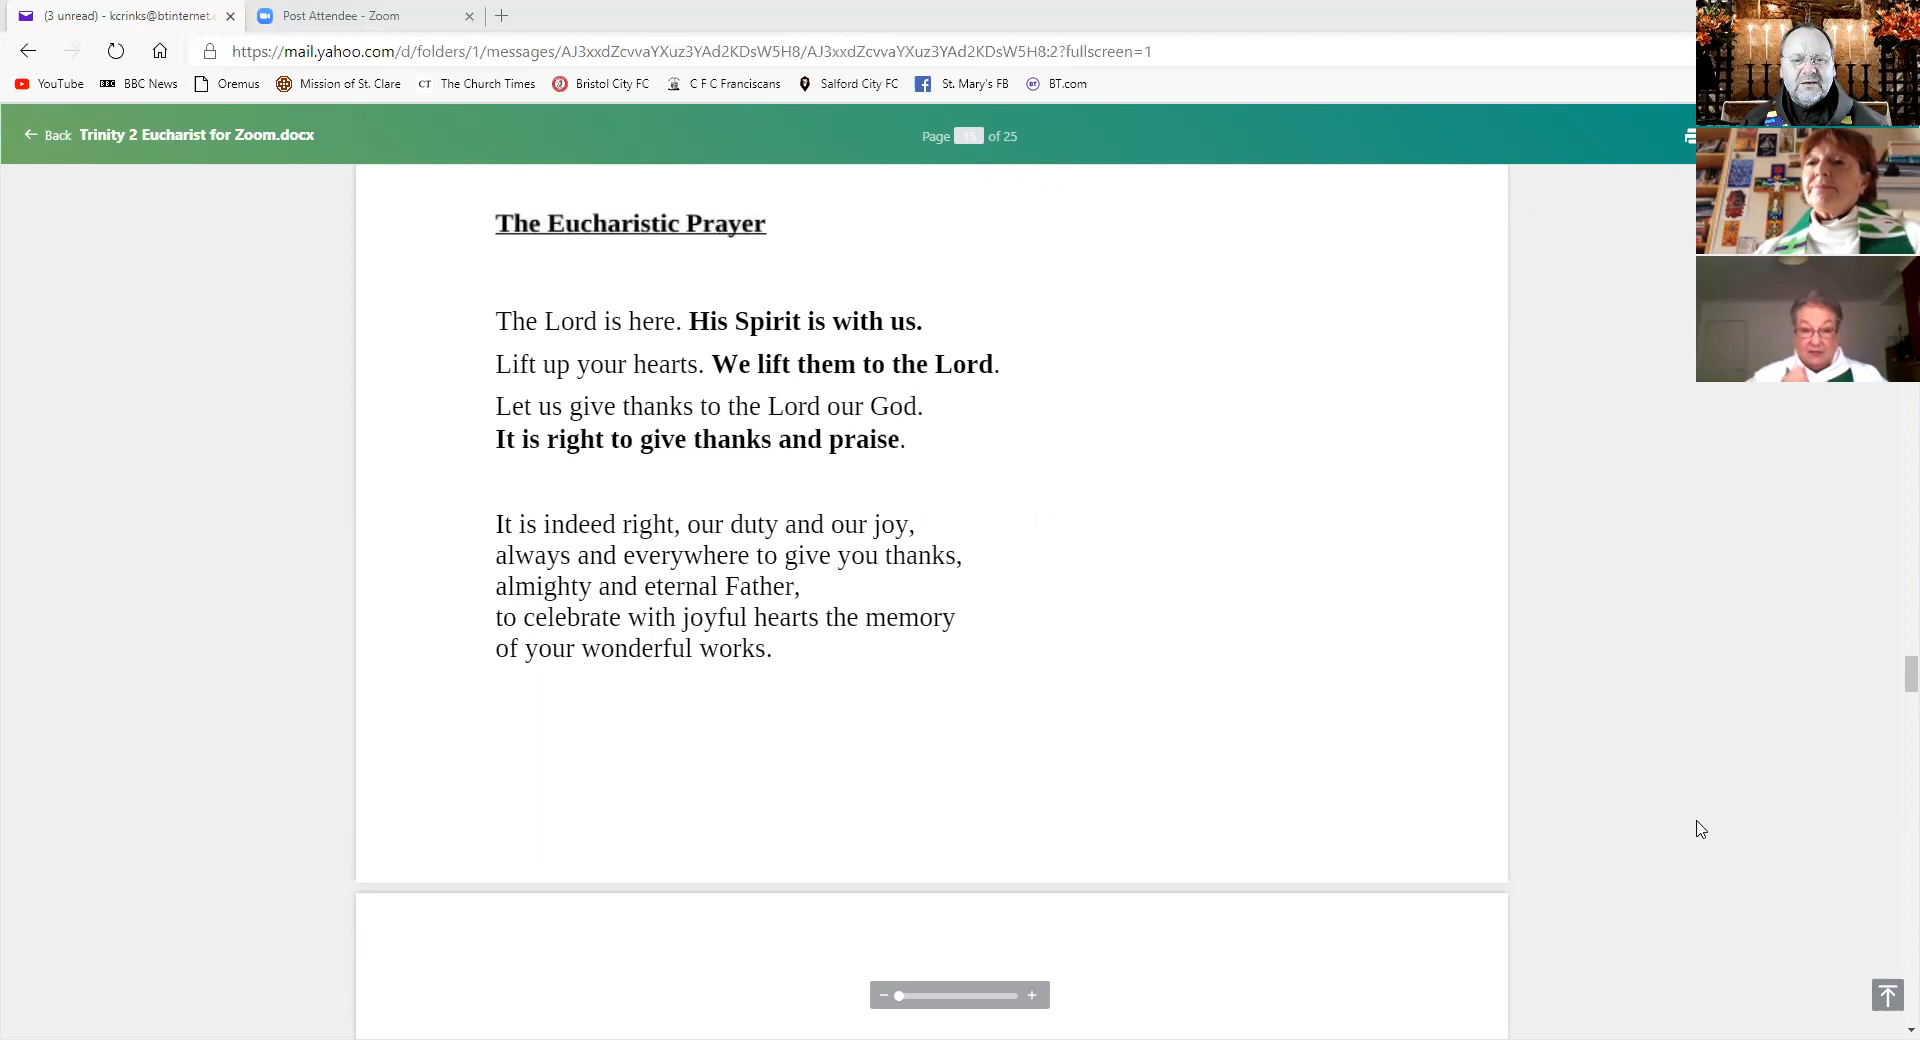 (3 unread) - kcrinks@btinternet.c
Post Attendee - Zoom
https://mail.yahoo.com/d/folders/1/messages/AJ3xxdZcvvaYXuz3YAd2KDsW5H8/AJ3xxdZcvvaYXuz3YAd2KDsW5H8:2?fullscreen=1
YouTube BBC BBC News Oremus Mission of St. Clare CT The Church Times Bristol City FC C F C Franciscans Salford City FC St. Mary's FB BT BT.com
Back Trinity 2 Eucharist for Zoom.docx
Page 15 of 25
The Eucharistic Prayer
The Lord is here. His Spirit is with us.
Lift up your hearts. We lift them to the Lord.
Let us give thanks to the Lord our God.
It is right to give thanks and praise.
It is indeed right, our duty and our joy,
always and everywhere to give you thanks,
almighty and eternal Father,
to celebrate with joyful hearts the memory
of your wonderful works.